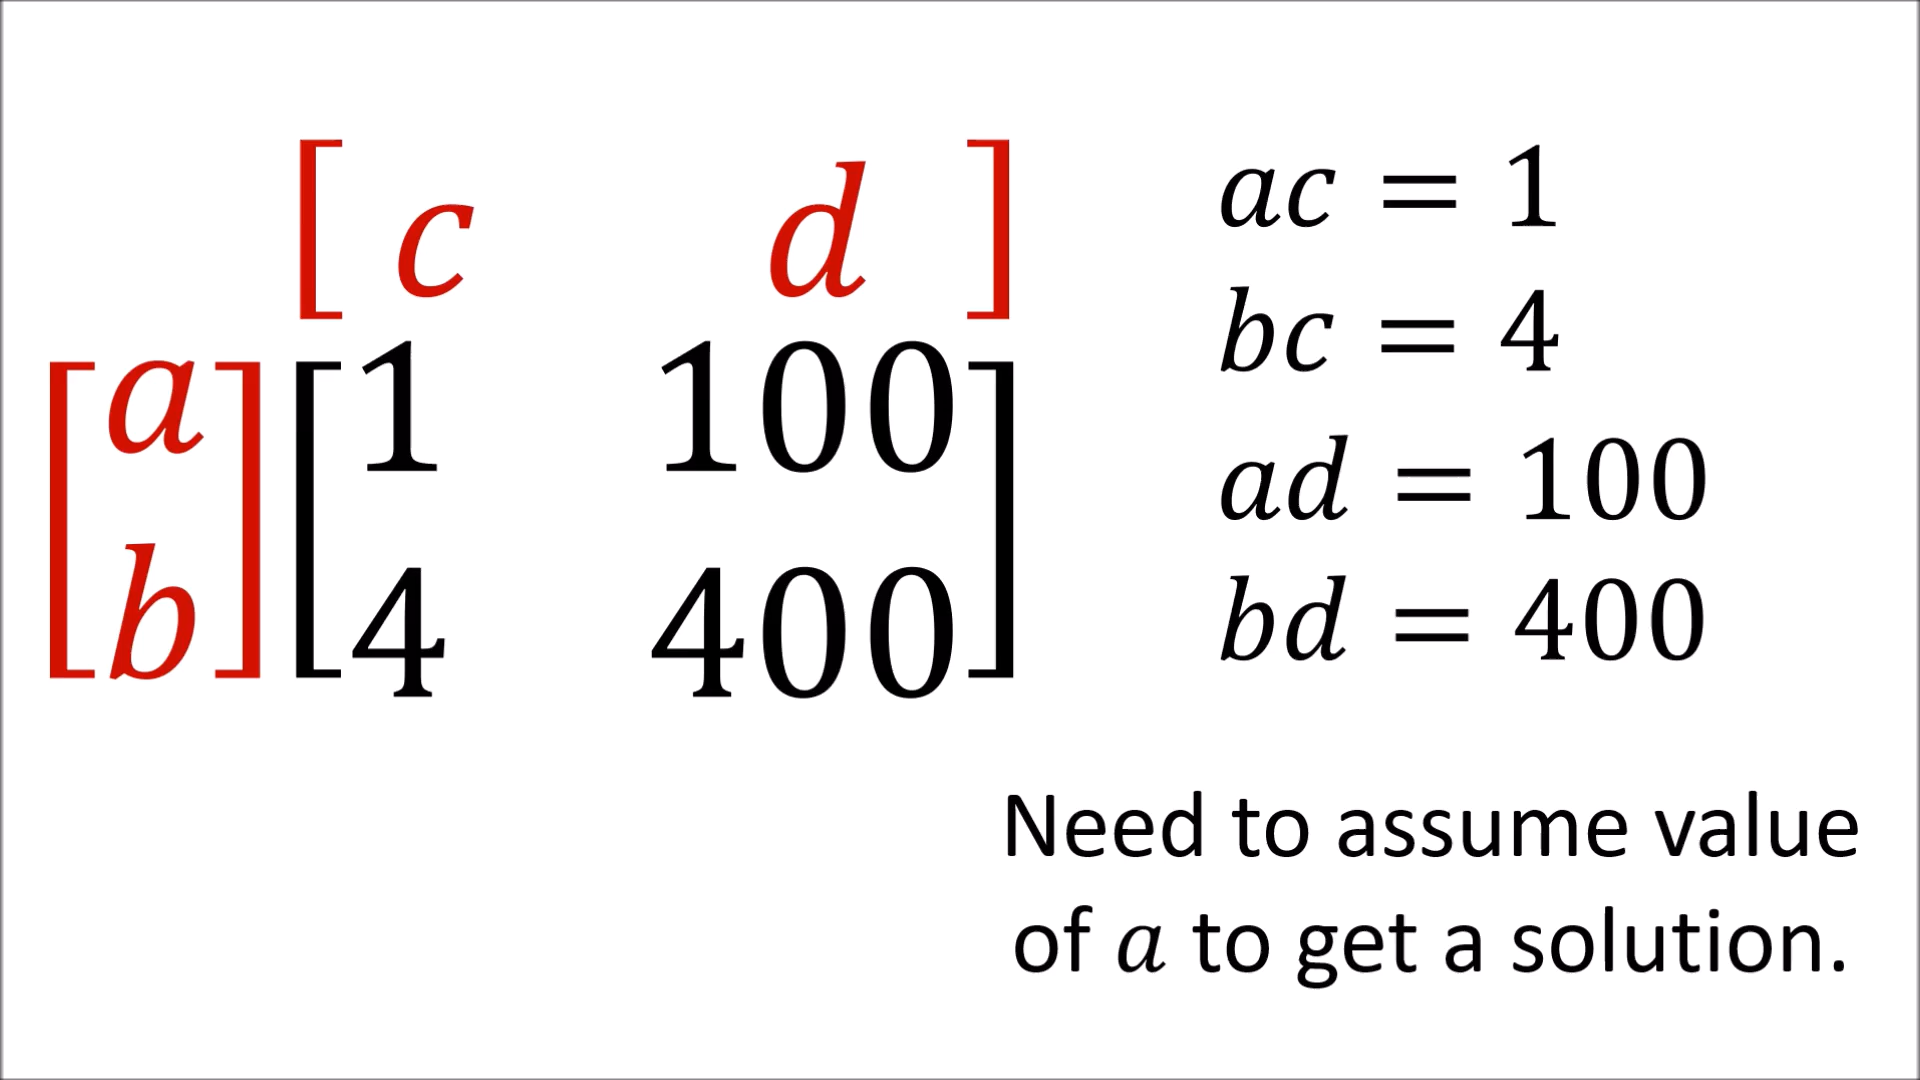 [ c d ]
[ a ] [ 1 100 ]
[ b ] [ 4 400 ]
ac = 1
bc = 4
ad = 100
bd = 400
Need to assume value
of a to get a solution.